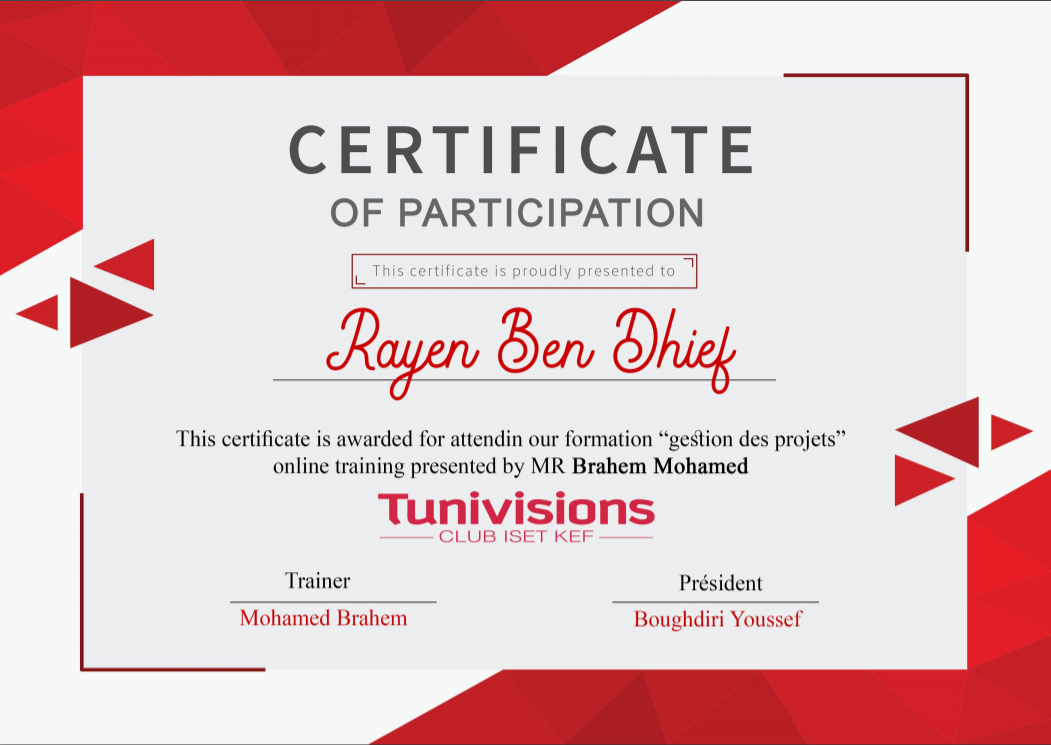 CERTIFICATE
OF PARTICIPATION
This certificate is proudly presented to
Rayen Ben Dhief
This certificate is awarded for attendin our formation “gestion des projets”
online training presented by MR Brahem Mohamed
Tunivisions
CLUB ISET KEF
Trainer
Mohamed Brahem
Président
Boughdiri Youssef